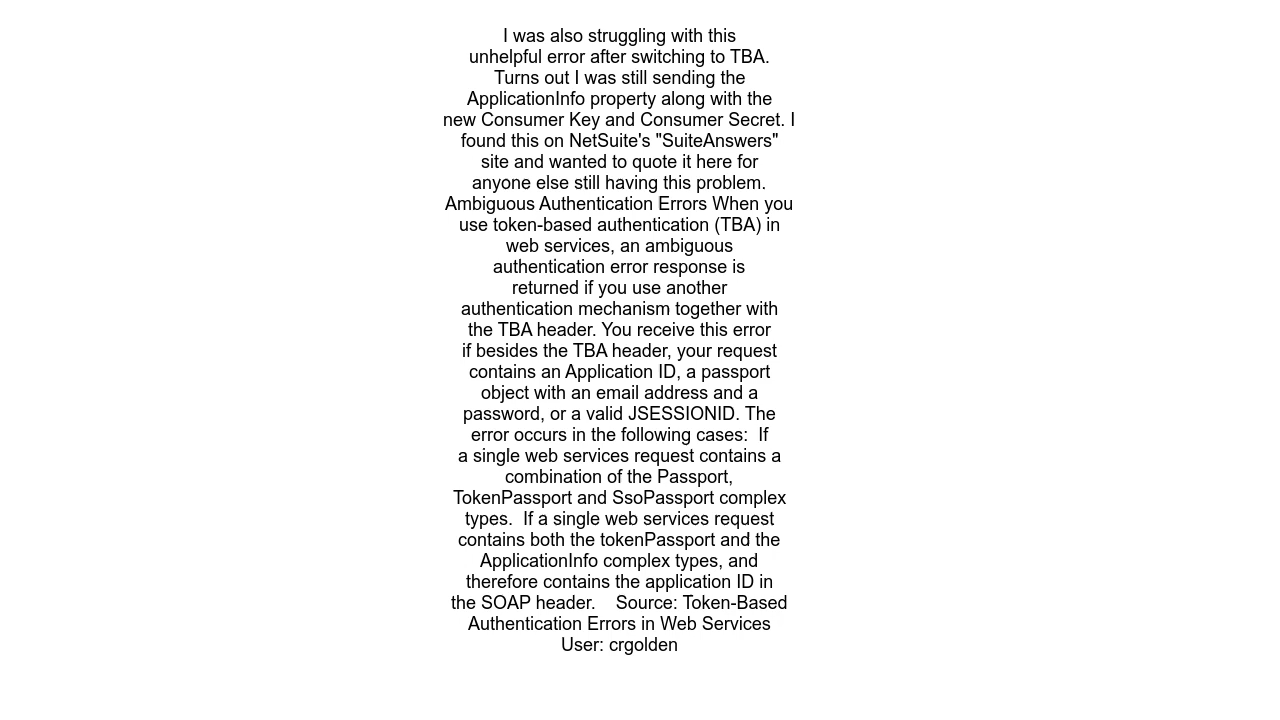 I was also struggling with this
unhelpful error after switching to TBA.
Turns out I was still sending the
ApplicationInfo property along with the
new Consumer Key and Consumer Secret. I
found this on NetSuite's "SuiteAnswers"
site and wanted to quote it here for
anyone else still having this problem.
Ambiguous Authentication Errors When you
use token-based authentication (TBA) in
web services, an ambiguous
authentication error response is
returned if you use another
authentication mechanism together with
the TBA header. You receive this error
if besides the TBA header, your request
contains an Application ID, a passport
object with an email address and a
password, or a valid JSESSIONID. The
error occurs in the following cases:  If
a single web services request contains a
combination of the Passport,
TokenPassport and SsoPassport complex
types.  If a single web services request
contains both the tokenPassport and the
ApplicationInfo complex types, and
therefore contains the application ID in
the SOAP header.    Source: Token-Based
Authentication Errors in Web Services
User: crgolden